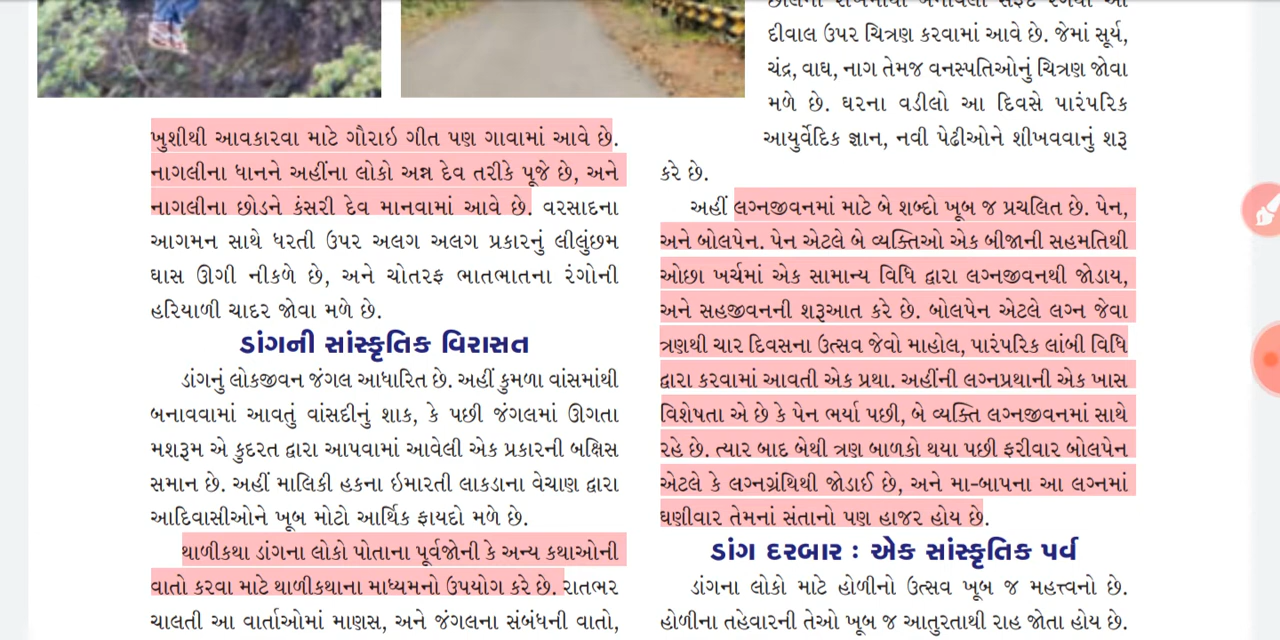 ખુશીથી આવકારવા માટે ગૌરાઇ ગીત પણ ગાવામાં આવે છે.
નાગલીના ધાનને અહીંના લોકો અન્ન દેવ તરીકે પૂજે છે, અને
નાગલીના છોડને કંસરી દેવ માનવામાં આવે છે. વરસાદના
આગમન સાથે ધરતી ઉપર અલગ અલગ પ્રકારનું લીલુંછમ
ઘાસ ઊગી નીકળે છે, અને ચોતરફ ભાતભાતના રંગોની
હરિયાળી ચાદર જોવા મળે છે.
ડાંગની સાંસ્કૃતિક વિરાસત
ડાંગનું લોકજીવન જંગલ આધારિત છે. અહીં કુમળા વાંસમાંથી
બનાવવામાં આવતું વાંસદીનું શાક, કે પછી જંગલમાં ઊગતા
મશરૂમ એ કુદરત દ્વારા આપવામાં આવેલી એક પ્રકારની બક્ષિસ
સમાન છે. અહીં માલિકી હકના ઇમારતી લાકડાના વેચાણ દ્વારા
આદિવાસીઓને ખૂબ મોટો આર્થિક ફાયદો મળે છે.
થાળીકથા ડાંગના લોકો પોતાના પૂર્વજોની કે અન્ય કથાઓની
વાતો કરવા માટે થાળીકથાના માધ્યમનો ઉપયોગ કરે છે. રાતભર
ચાલતી આ વાર્તાઓમાં માણસ, અને જંગલના સંબંધની વાતો,
દીવાલ ઉપર ચિત્રણ કરવામાં આવે છે. જેમાં સૂર્ય,
ચંદ્ર, વાઘ, નાગ તેમજ વનસ્પતિઓનું ચિત્રણ જોવા
મળે છે. ઘરના વડીલો આ દિવસે પારંપરિક
આયુર્વેદિક જ્ઞાન, નવી પેઢીઓને શીખવવાનું શરૂ
કરે છે.
અહીં લગ્નજીવનમાં માટે બે શબ્દો ખૂબ જ પ્રચલિત છે. પેન,
અને બોલપેન. પેન એટલે બે વ્યક્તિઓ એક બીજાની સહમતિથી
ઓછા ખર્ચમાં એક સામાન્ય વિધિ દ્વારા લગ્નજીવનથી જોડાય,
અને સહજીવનની શરૂઆત કરે છે. બોલપેન એટલે લગ્ન જેવા
ત્રણથી ચાર દિવસના ઉત્સવ જેવો માહોલ, પારંપરિક લાંબી વિધિ
દ્વારા કરવામાં આવતી એક પ્રથા. અહીંની લગ્નપ્રથાની એક ખાસ
વિશેષતા એ છે કે પેન ભર્યા પછી, બે વ્યક્તિ લગ્નજીવનમાં સાથે
રહે છે. ત્યાર બાદ બેથી ત્રણ બાળકો થયા પછી ફરીવાર બોલપેન
એટલે કે લગ્નગ્રંથિથી જોડાઈ છે, અને મા-બાપના આ લગ્નમાં
ઘણીવાર તેમનાં સંતાનો પણ હાજર હોય છે.
ડાંગ દરબાર : એક સાંસ્કૃતિક પર્વ
ડાંગના લોકો માટે હોળીનો ઉત્સવ ખૂબ જ મહત્ત્વનો છે.
હોળીના તહેવારની તેઓ ખૂબ જ આતુરતાથી રાહ જોતા હોય છે.